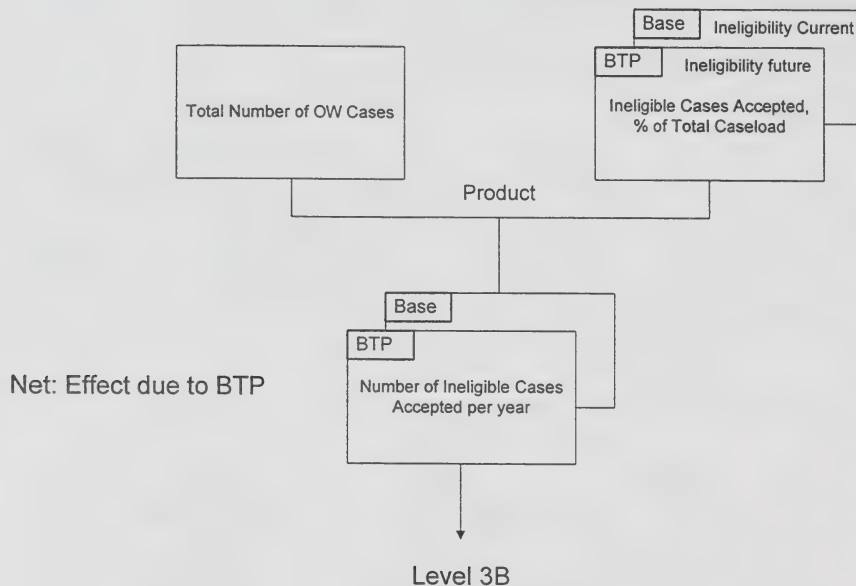 Base
Ineligibility Current
BTP
Ineligibility future
Total Number of OW Cases
Ineligible Cases Accepted,
% of Total Caseload
Product
Base
BTP
Net: Effect due to BTP
Number of Ineligible Cases
Accepted per year
Level 3B